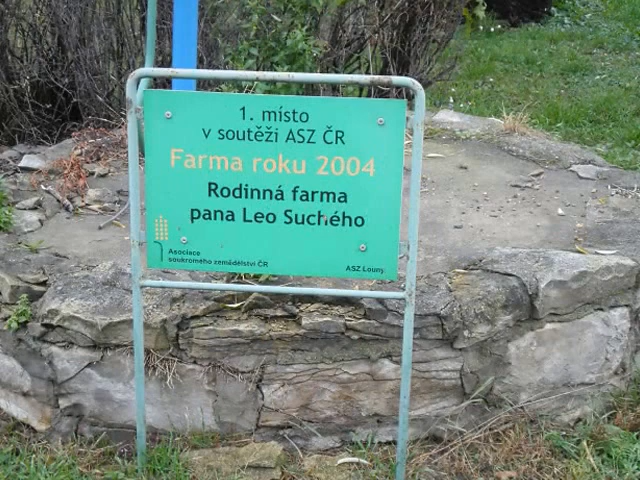 1. místo
v soutěži ASZ ČR
Farma roku 2004
Rodinná farma
pana Leo Suchého
Asociace
soukromého zemědělství ČR
ASZ Louny